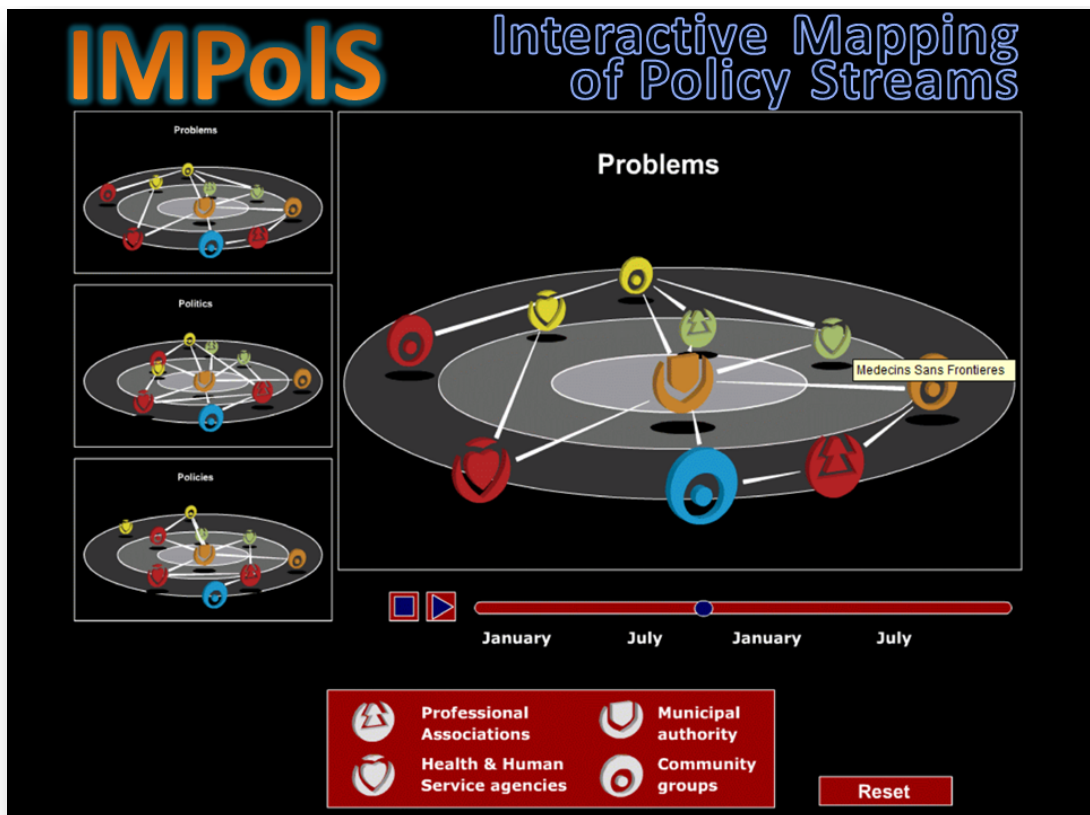 IMPolS
Interactive Mapping
of Policy Streams
Problems
Politics
Policies
Problems
Medecins Sans Frontieres
January
July
January
July
Professional
Associations
Municipal
authority
Health & Human
Service agencies
Community
groups
Reset